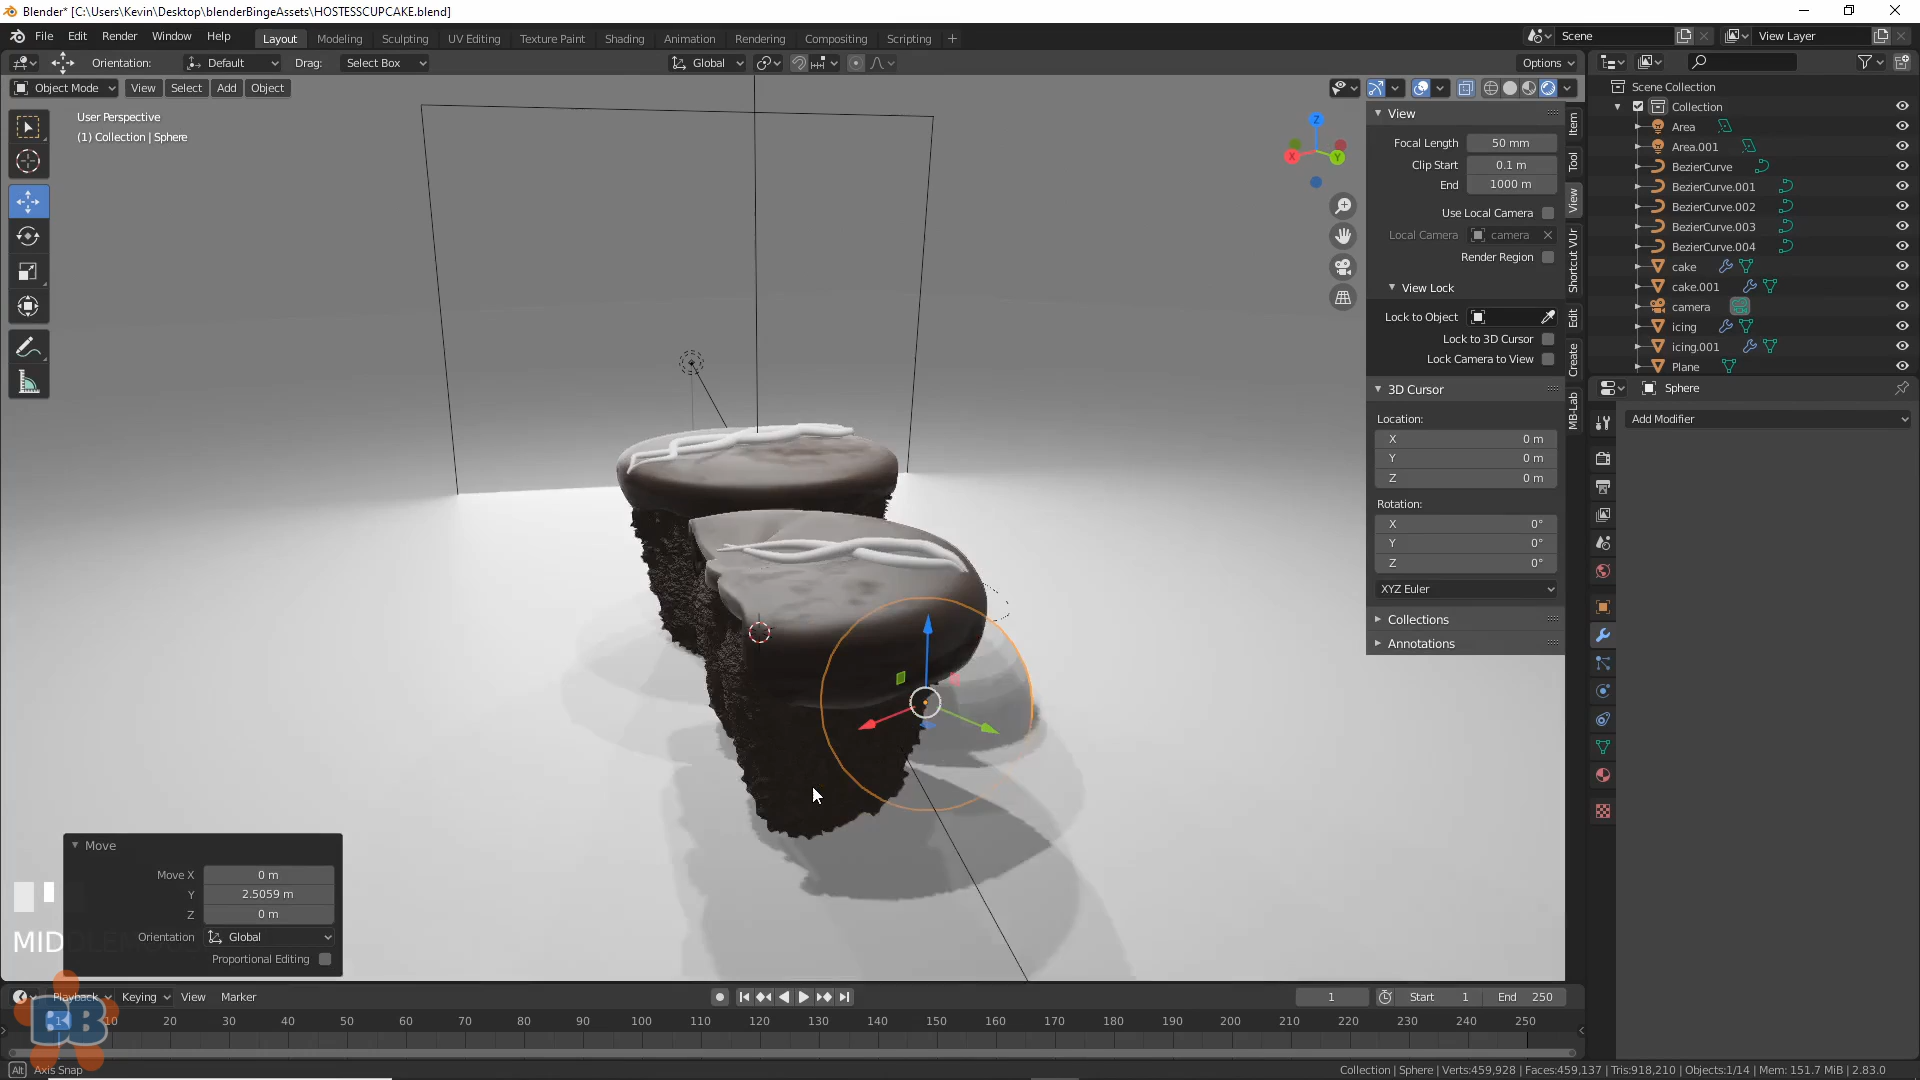 Blender* [C:\Users\Kevin\Desktop\blenderBingeAssets\HOSTESSCUPCAKE.blend]
File Edit Render Window Help Layout Modeling Sculpting UV Editing Texture Paint Shading Animation Rendering Compositing Scripting Scene View Layer
Orientation: Default Drag: Select Box Global Options
Object Mode View Select Add Object
User Perspective
(1) Collection | Sphere
Z
X
Y
View
Focal Length 50 mm
Clip Start 0.1 m
End 1000 m
Use Local Camera
Local Camera camera
Render Region
View Lock
Lock to Object
Lock to 3D Cursor
Lock Camera to View
3D Cursor
Location:
X 0 m
Y 0 m
Z 0 m
Rotation:
X 0°
Y 0°
Z 0°
XYZ Euler
Collections
Annotations
Item
Tool
View
Shortcut VUr
Edit
Create
MB-Lab
Scene Collection
Collection
Area
Area.001
BezierCurve
BezierCurve.001
BezierCurve.002
BezierCurve.003
BezierCurve.004
cake
cake.001
camera
icing
icing.001
Plane
Sphere
Add Modifier
Move
Move X 0 m
Y 2.5059 m
Z 0 m
Orientation Global
Proportional Editing
Playback Keying View Marker 1 Start 1 End 250
1 10 20 30 40 50 60 70 80 90 100 110 120 130 140 150 160 170 180 190 200 210 220 230 240 250
BB
Alt Axis Snap
Collection | Sphere | Verts:459,928 | Faces:459,137 | Tris:918,210 | Objects:1/14 | Mem: 151.7 MiB | 2.83.0